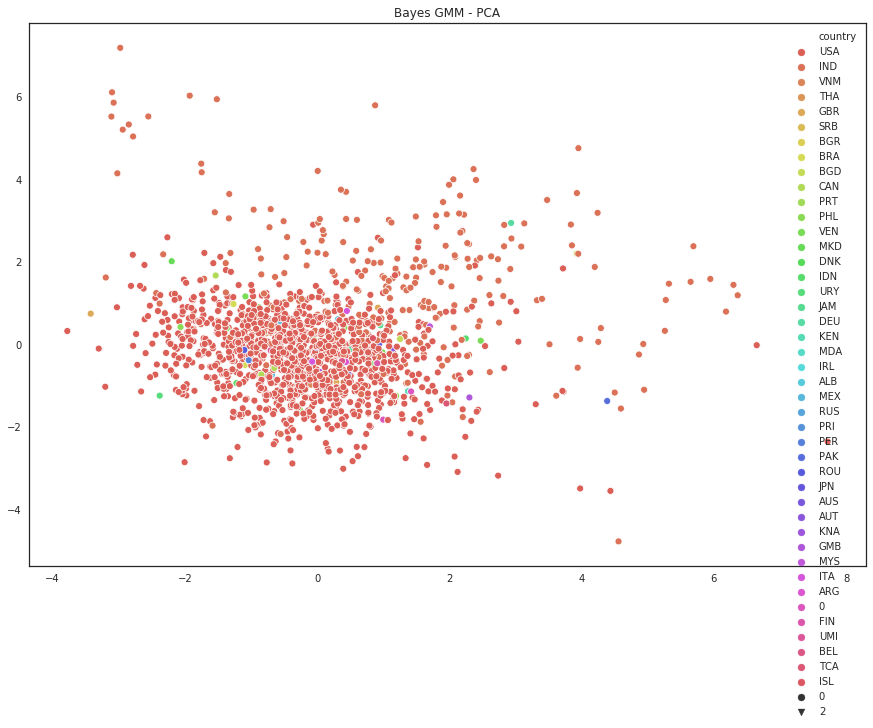 Bayes GMM - PCA
country
USA
IND
VNM
THA
GBR
SRB
BGR
BRA
BGD
CAN
PRT
PHL
VEN
MKD
DNK
IDN
URY
JAM
DEU
KEN
MDA
IRL
ALB
MEX
RUS
PRI
PER
PAK
ROU
JPN
AUS
AUT
KNA
GMB
MYS
ITA
ARG
0
FIN
UMI
BEL
TCA
ISL
0
2
6
4
2
0
−2
−4
−4 −2 0 2 4 6 8